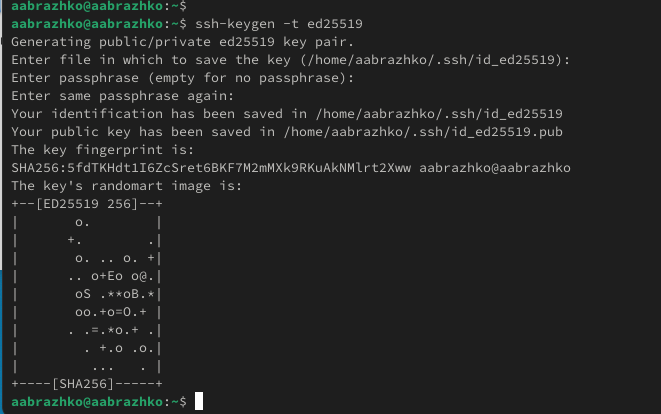 aabrazhko@aabrazhko:~$
aabrazhko@aabrazhko:~$ ssh-keygen -t ed25519
Generating public/private ed25519 key pair.
Enter file in which to save the key (/home/aabrazhko/.ssh/id_ed25519):
Enter passphrase (empty for no passphrase):
Enter same passphrase again:
Your identification has been saved in /home/aabrazhko/.ssh/id_ed25519
Your public key has been saved in /home/aabrazhko/.ssh/id_ed25519.pub
The key fingerprint is:
SHA256:5fdTKHdt1I6ZcSret6BKF7M2mMXk9RKuAkNMlrt2Xww aabrazhko@aabrazhko
The key's randomart image is:
+--[ED25519 256]--+
|       o.        |
|      +.        .|
|       o. .. o. +|
|      .. o+Eo o@.|
|       oS .**oB.*|
|       oo.+o=O.+ |
|      . .=.*o.+ .|
|        . +.o .o.|
|         ...   . |
+----[SHA256]-----+
aabrazhko@aabrazhko:~$